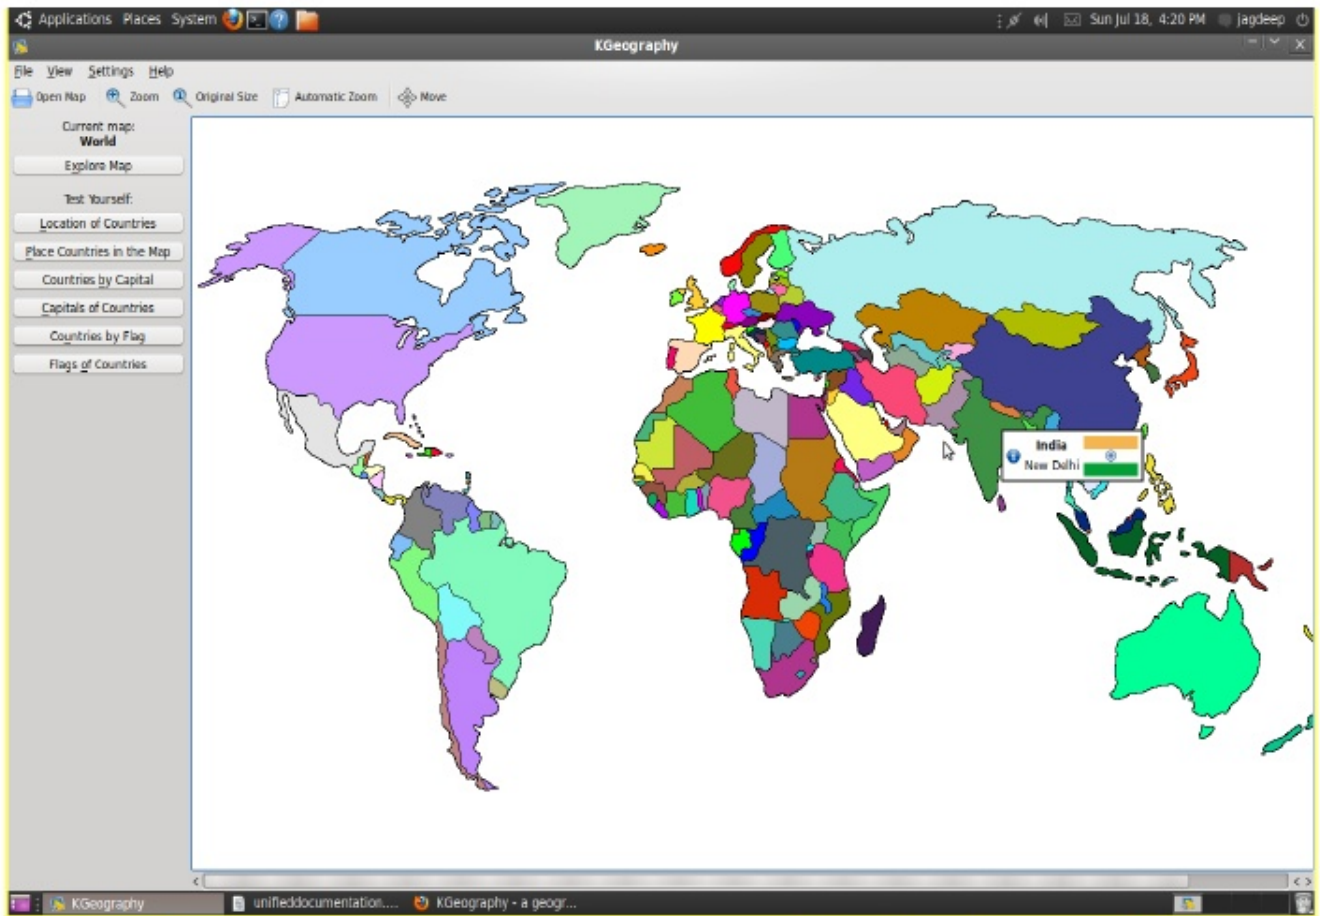 Applications Places System Sun Jul 18, 4:20 PM jagdeep
KGeography
File View Settings Help
Open Map Zoom Original Size Automatic Zoom Move
Current map:
World
Explore Map
Test Yourself:
Location of Countries
Place Countries in the Map
Countries by Capital
Capitals of Countries
Countries by Flag
Flags of Countries
India
New Delhi
KGeography unifieddocumentation.... KGeography - a geogr...